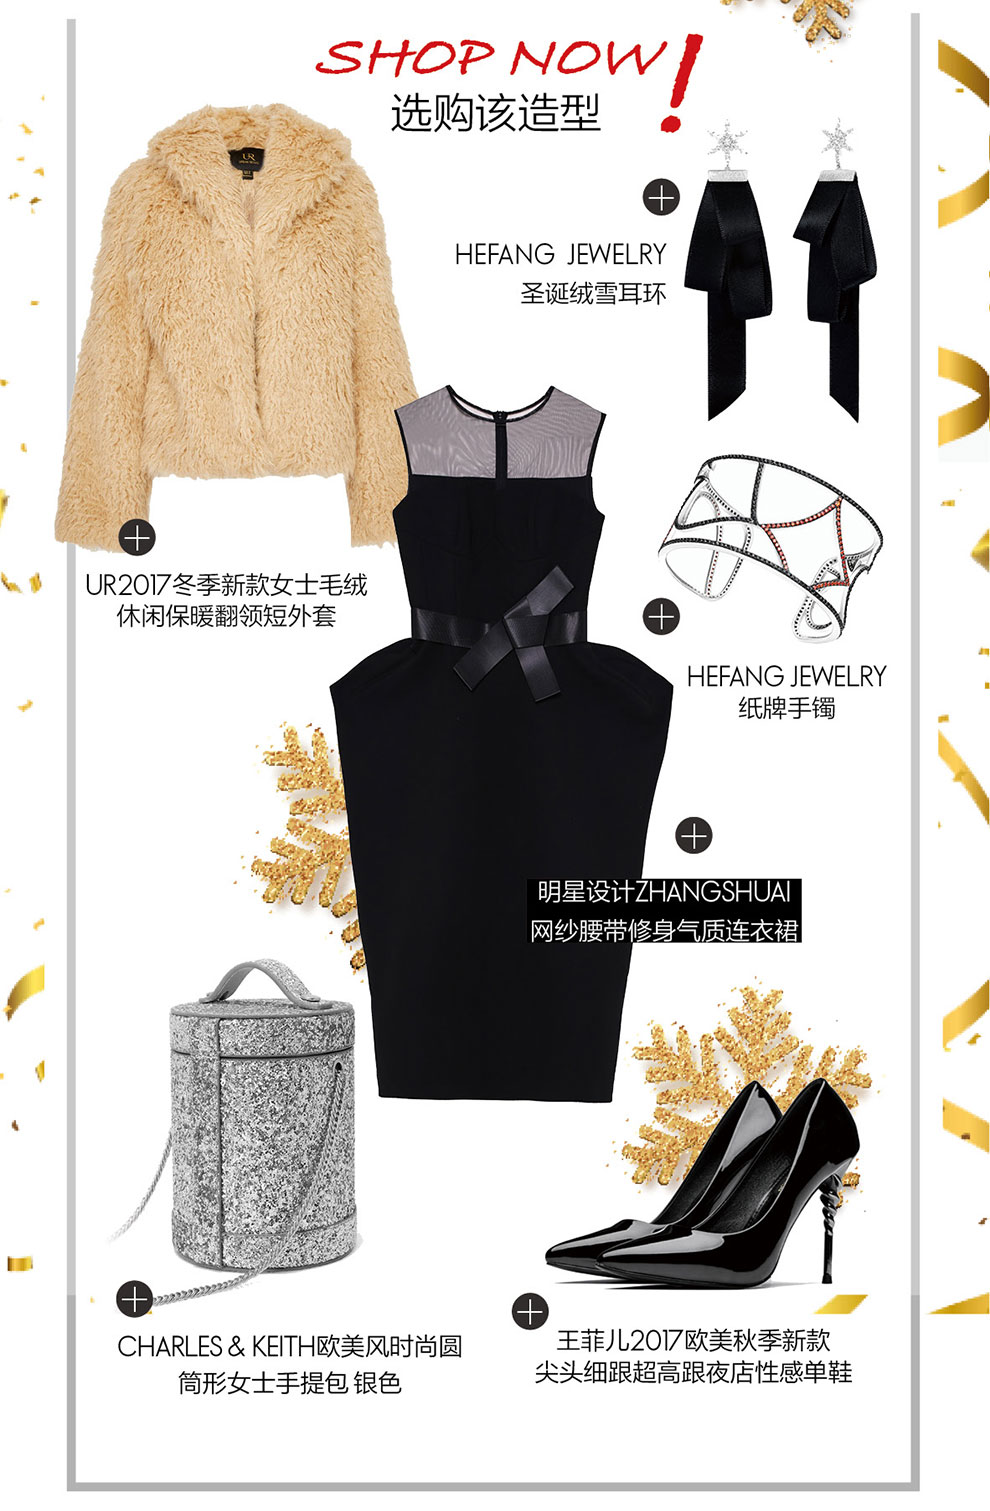 SHOP NOW!
选购该造型
UR
HEFANG JEWELRY
圣诞绒雪耳环
UR2017冬季新款女士毛绒
休闲保暖翻领短外套
HEFANG JEWELRY
纸牌手镯
明星设计ZHANGSHUAI
网纱腰带修身气质连衣裙
CHARLES & KEITH欧美风时尚圆
筒形女士手提包 银色
王菲儿2017欧美秋季新款
尖头细跟超高跟夜店性感单鞋